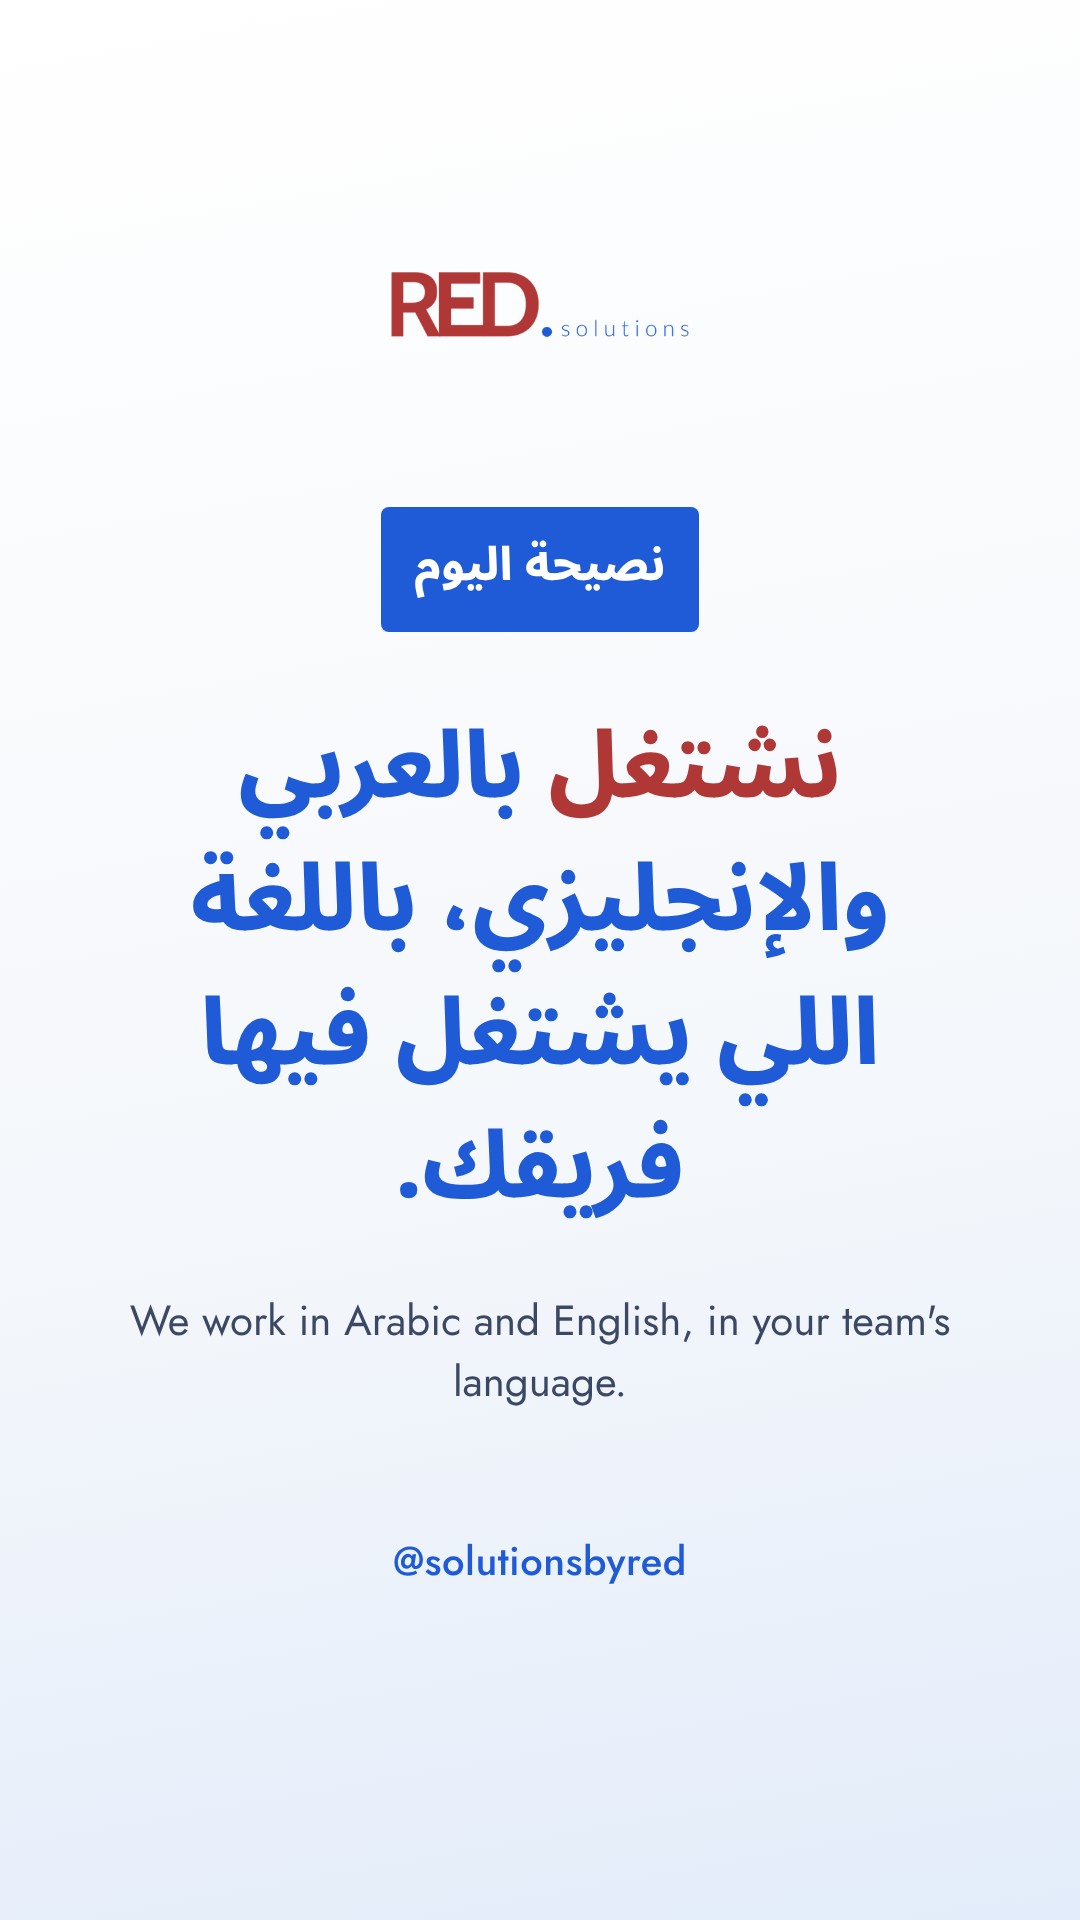 RED.solutions
نصيحة اليوم
نشتغل بالعربي
والإنجليزي، باللغة
اللي يشتغل فيها
فريقك.
We work in Arabic and English, in your team's
language.
@solutionsbyred